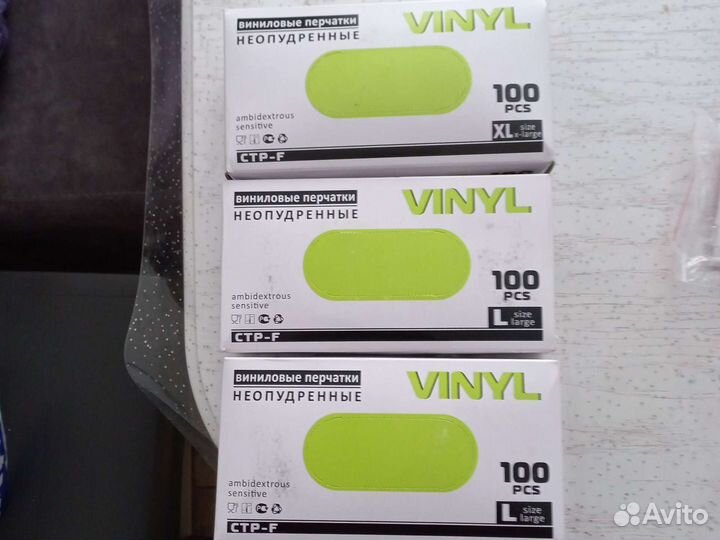 виниловые перчатки
VINYL
НЕОПУДРЕННЫЕ
100
PCS
ambidextrous
sensitive
XL size
x-large
CTP-F
виниловые перчатки
VINYL
НЕОПУДРЕННЫЕ
100
PCS
ambidextrous
sensitive
L size
large
CTP-F
виниловые перчатки
VINYL
НЕОПУДРЕННЫЕ
100
PCS
ambidextrous
sensitive
L size
large
CTP-F
Avito